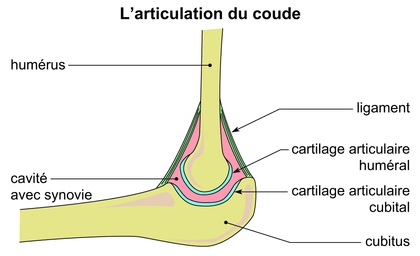 L'articulation du coude
humérus
ligament
cartilage articulaire
huméral
cavité
avec synovie
cartilage articulaire
cubital
cubitus